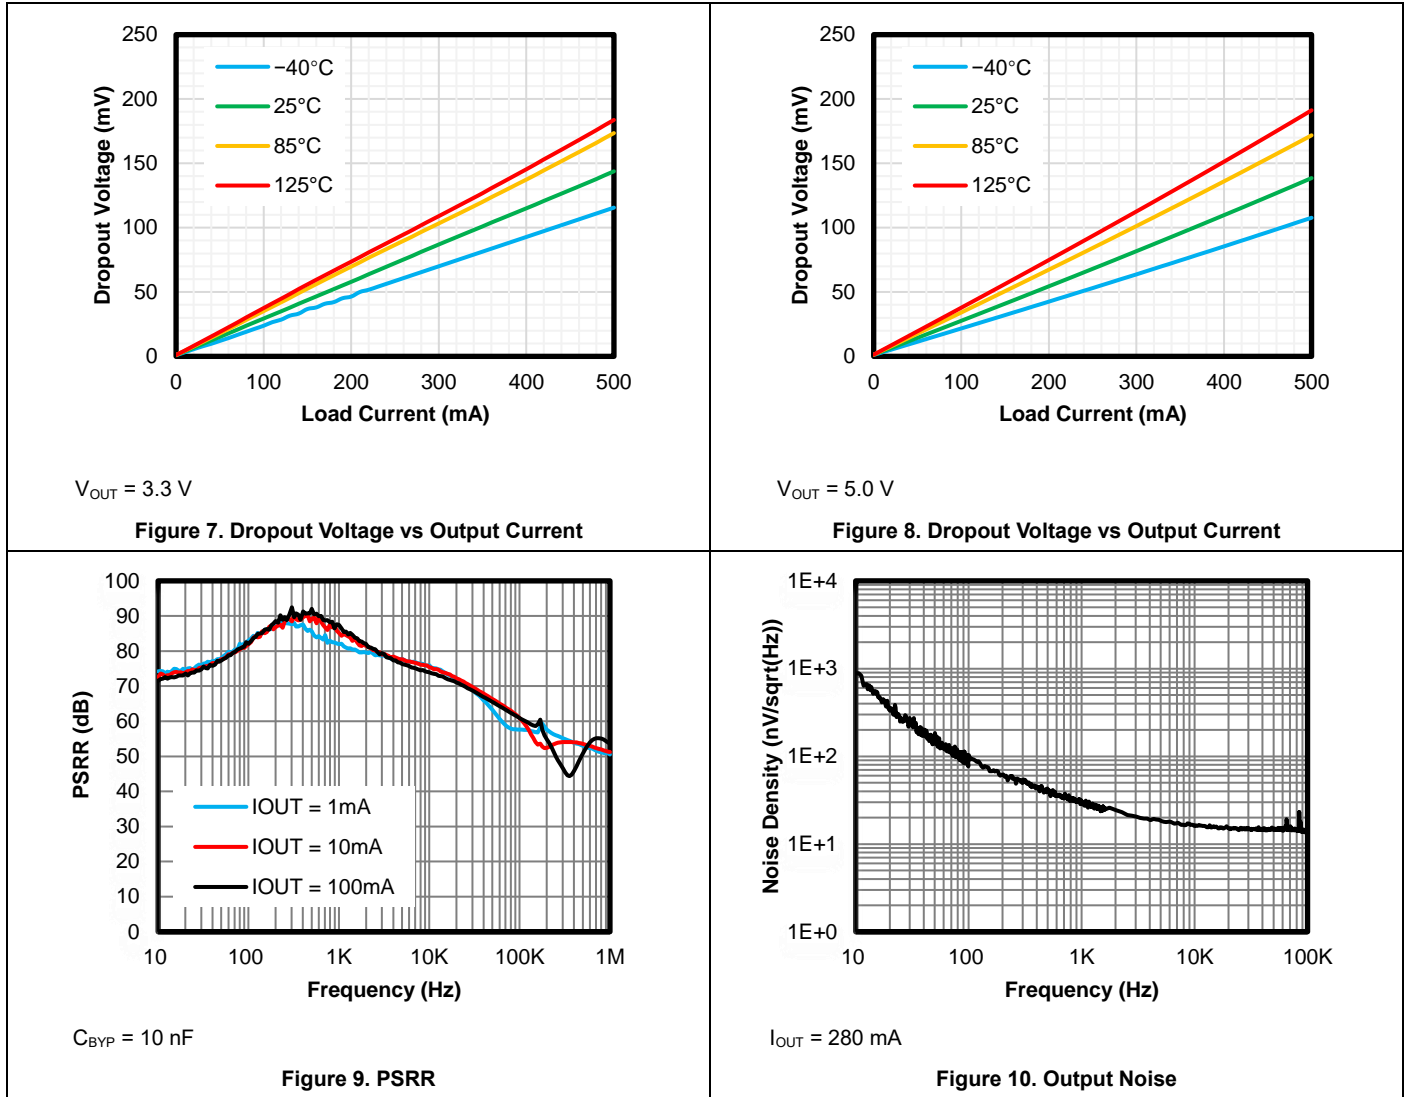 250
200
150
100
50
0
Dropout Voltage (mV)
−40°C
25°C
85°C
125°C
0 100 200 300 400 500
Load Current (mA)
V_OUT = 3.3 V
Figure 7. Dropout Voltage vs Output Current
250
200
150
100
50
0
Dropout Voltage (mV)
−40°C
25°C
85°C
125°C
0 100 200 300 400 500
Load Current (mA)
V_OUT = 5.0 V
Figure 8. Dropout Voltage vs Output Current
100
90
80
70
60
50
40
30
20
10
0
PSRR (dB)
IOUT = 1mA
IOUT = 10mA
IOUT = 100mA
10 100 1K 10K 100K 1M
Frequency (Hz)
C_BYP = 10 nF
Figure 9. PSRR
1E+4
1E+3
1E+2
1E+1
1E+0
Noise Density (nV/sqrt(Hz))
10 100 1K 10K 100K
Frequency (Hz)
I_OUT = 280 mA
Figure 10. Output Noise